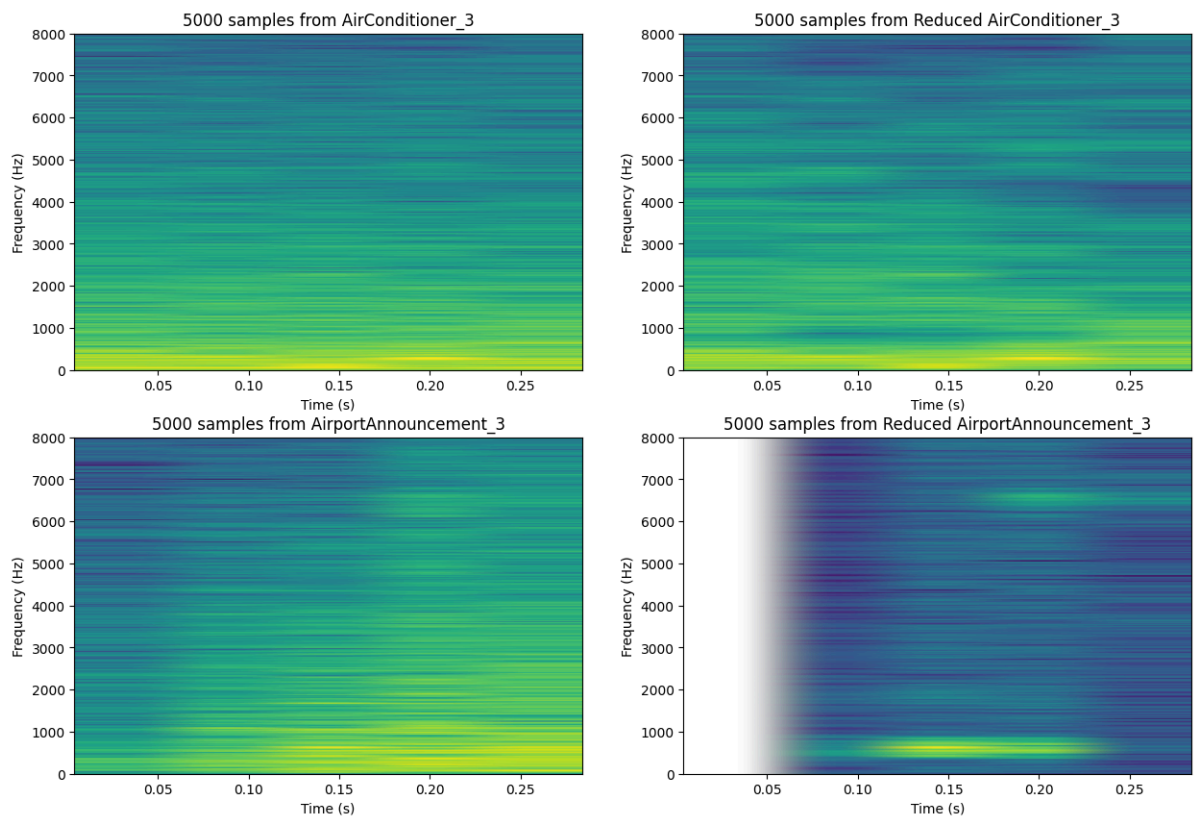 5000 samples from AirConditioner_3
8000
7000
6000
5000
4000
3000
2000
1000
0
Frequency (Hz)
0.05 0.10 0.15 0.20 0.25
Time (s)
5000 samples from Reduced AirConditioner_3
8000
7000
6000
5000
4000
3000
2000
1000
0
Frequency (Hz)
0.05 0.10 0.15 0.20 0.25
Time (s)
5000 samples from AirportAnnouncement_3
8000
7000
6000
5000
4000
3000
2000
1000
0
Frequency (Hz)
0.05 0.10 0.15 0.20 0.25
Time (s)
5000 samples from Reduced AirportAnnouncement_3
8000
7000
6000
5000
4000
3000
2000
1000
0
Frequency (Hz)
0.05 0.10 0.15 0.20 0.25
Time (s)